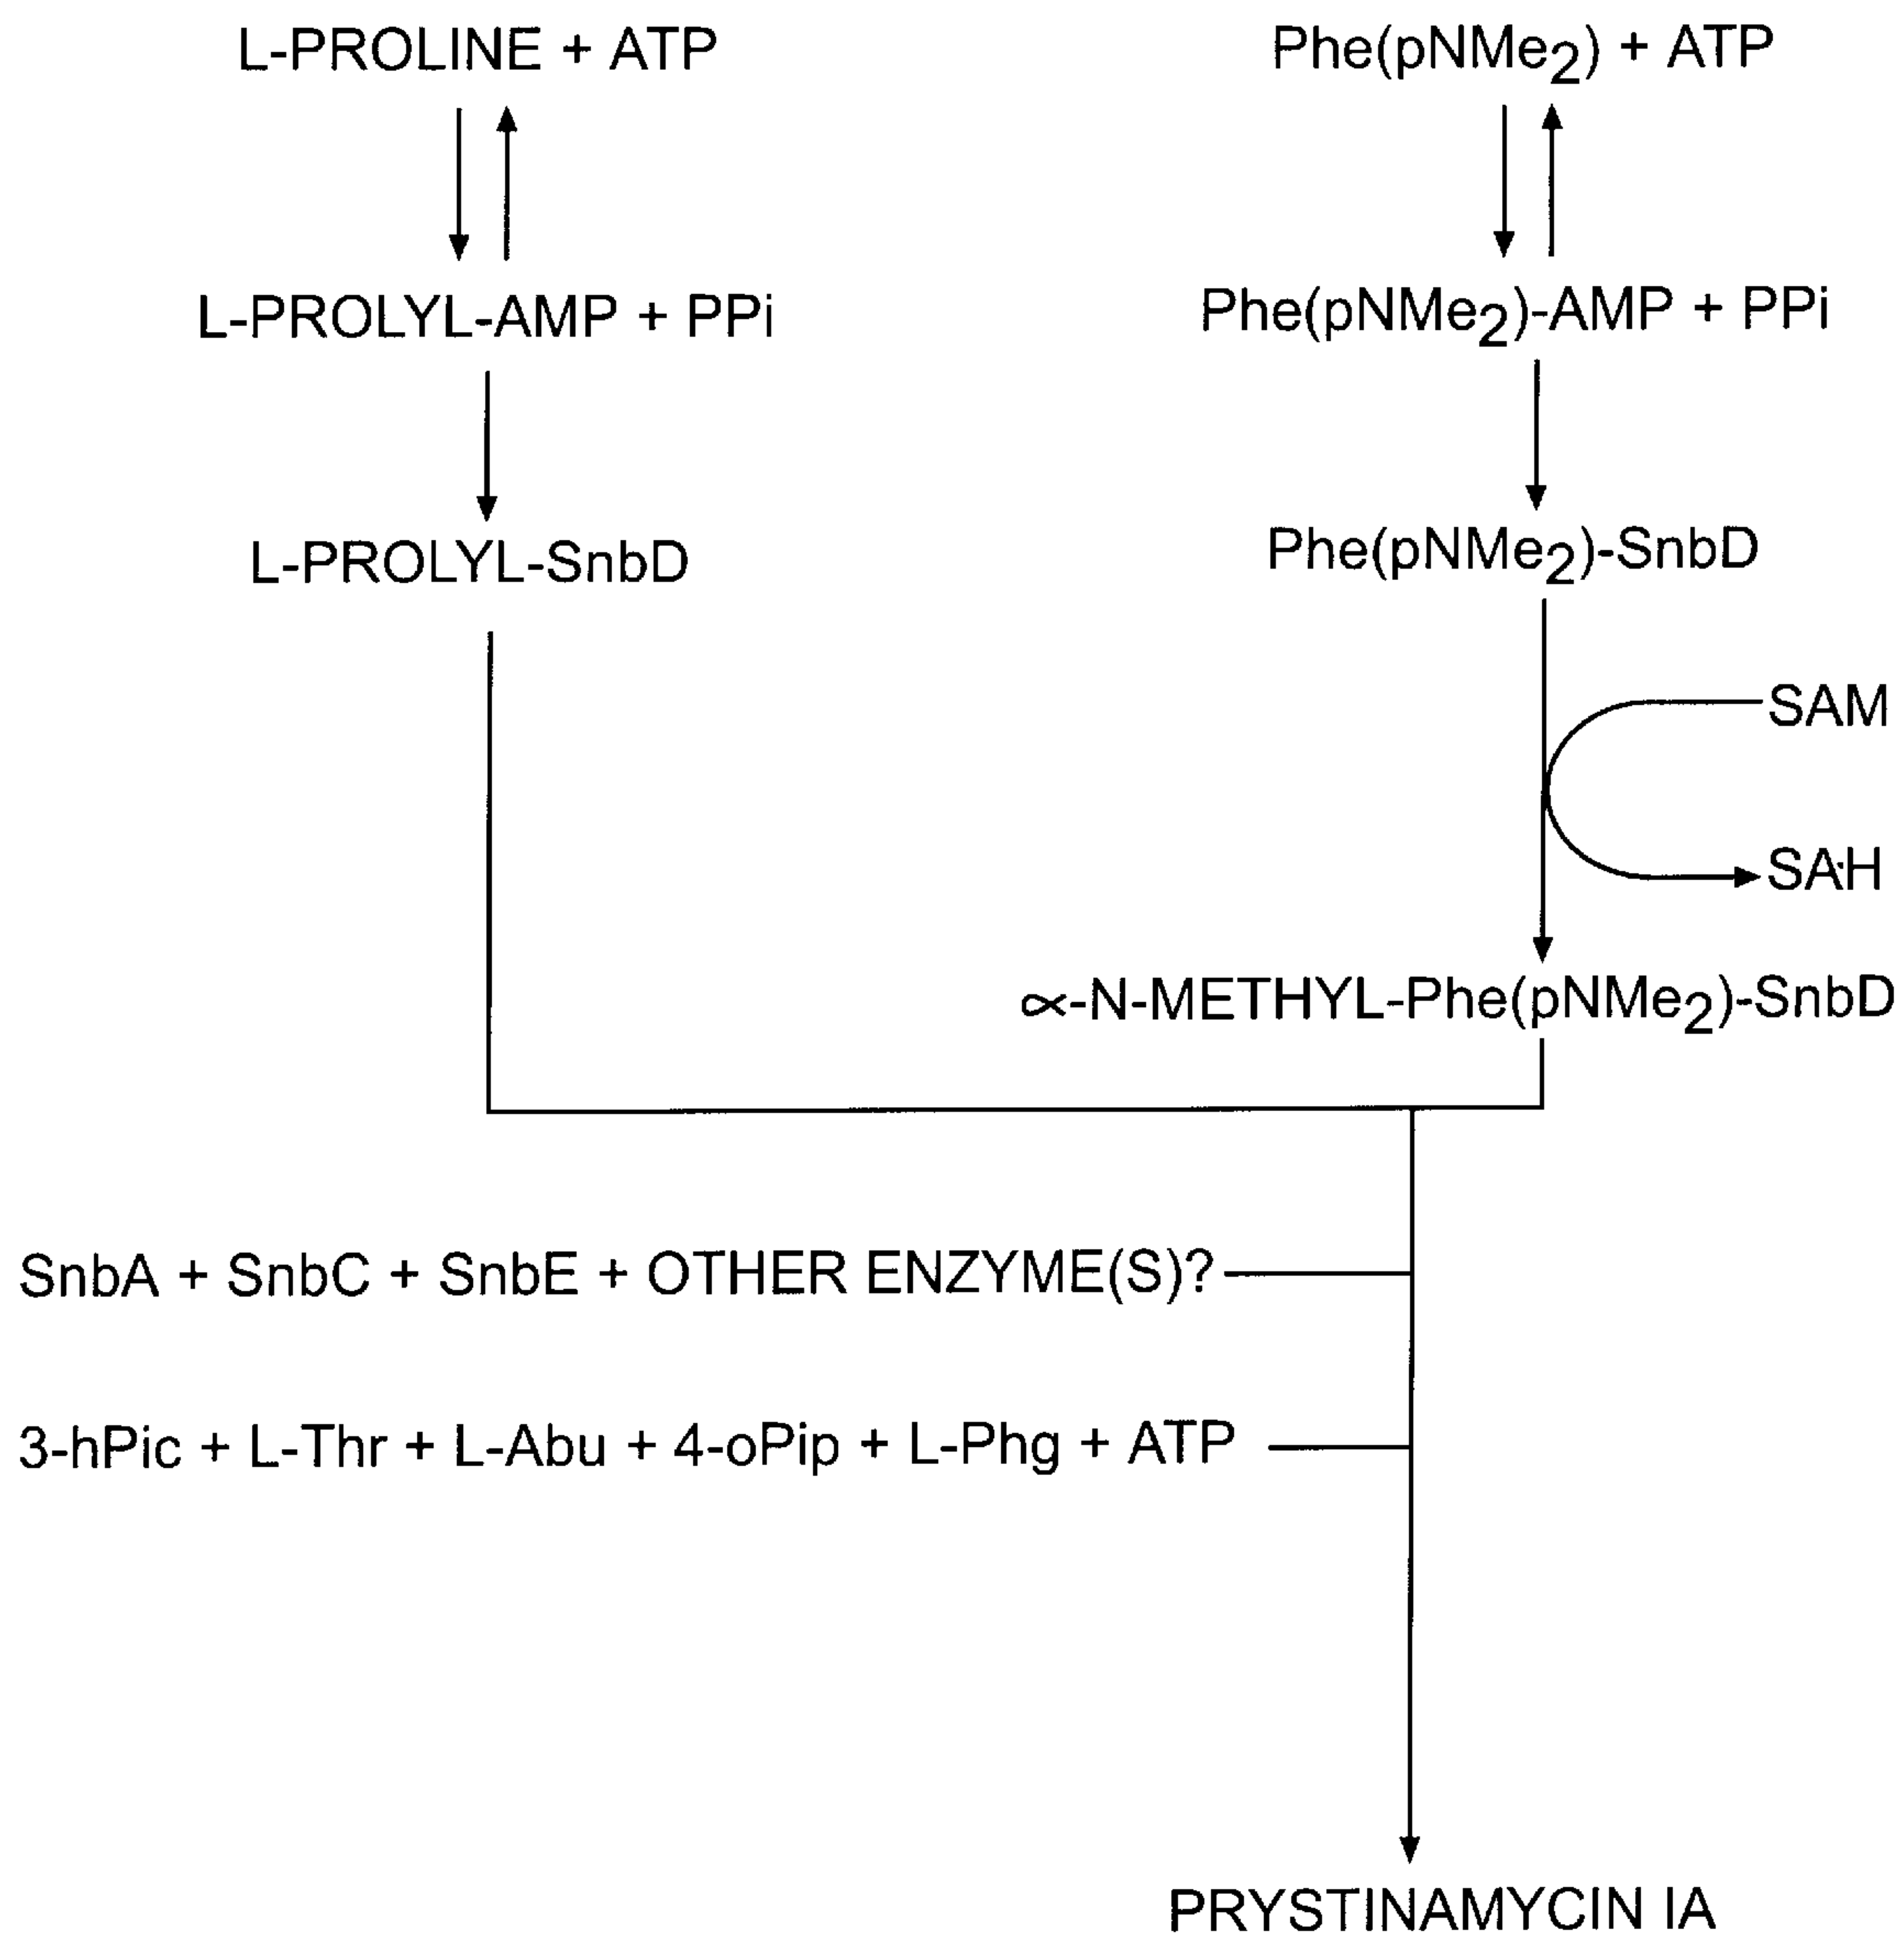 L-PROLINE + ATP
Phe(pNMe2) + ATP
L-PROLYL-AMP + PPi
Phe(pNMe2)-AMP + PPi
L-PROLYL-SnbD
Phe(pNMe2)-SnbD
SAM
SAH
∝-N-METHYL-Phe(pNMe2)-SnbD
SnbA + SnbC + SnbE + OTHER ENZYME(S)?
3-hPic + L-Thr + L-Abu + 4-oPip + L-Phg + ATP
PRYSTINAMYCIN IA